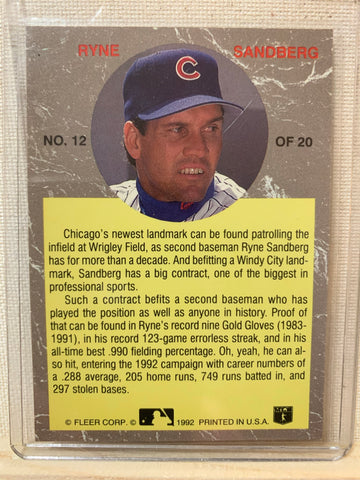 RYNE SANDBERG
NO. 12 OF 20
Chicago's newest landmark can be found patrolling the
infield at Wrigley Field, as second baseman Ryne Sandberg
has for more than a decade. And befitting a Windy City land-
mark, Sandberg has a big contract, one of the biggest in
professional sports.
Such a contract befits a second baseman who has
played the position as well as anyone in history. Proof of
that can be found in Ryne's record nine Gold Gloves (1983-
1991), in his record 123-game errorless streak, and in his
all-time best .990 fielding percentage. Oh, yeah, he can al-
so hit, entering the 1992 campaign with career numbers of
a .288 average, 205 home runs, 749 runs batted in, and
297 stolen bases.
© FLEER CORP. © 1992 PRINTED IN U.S.A.